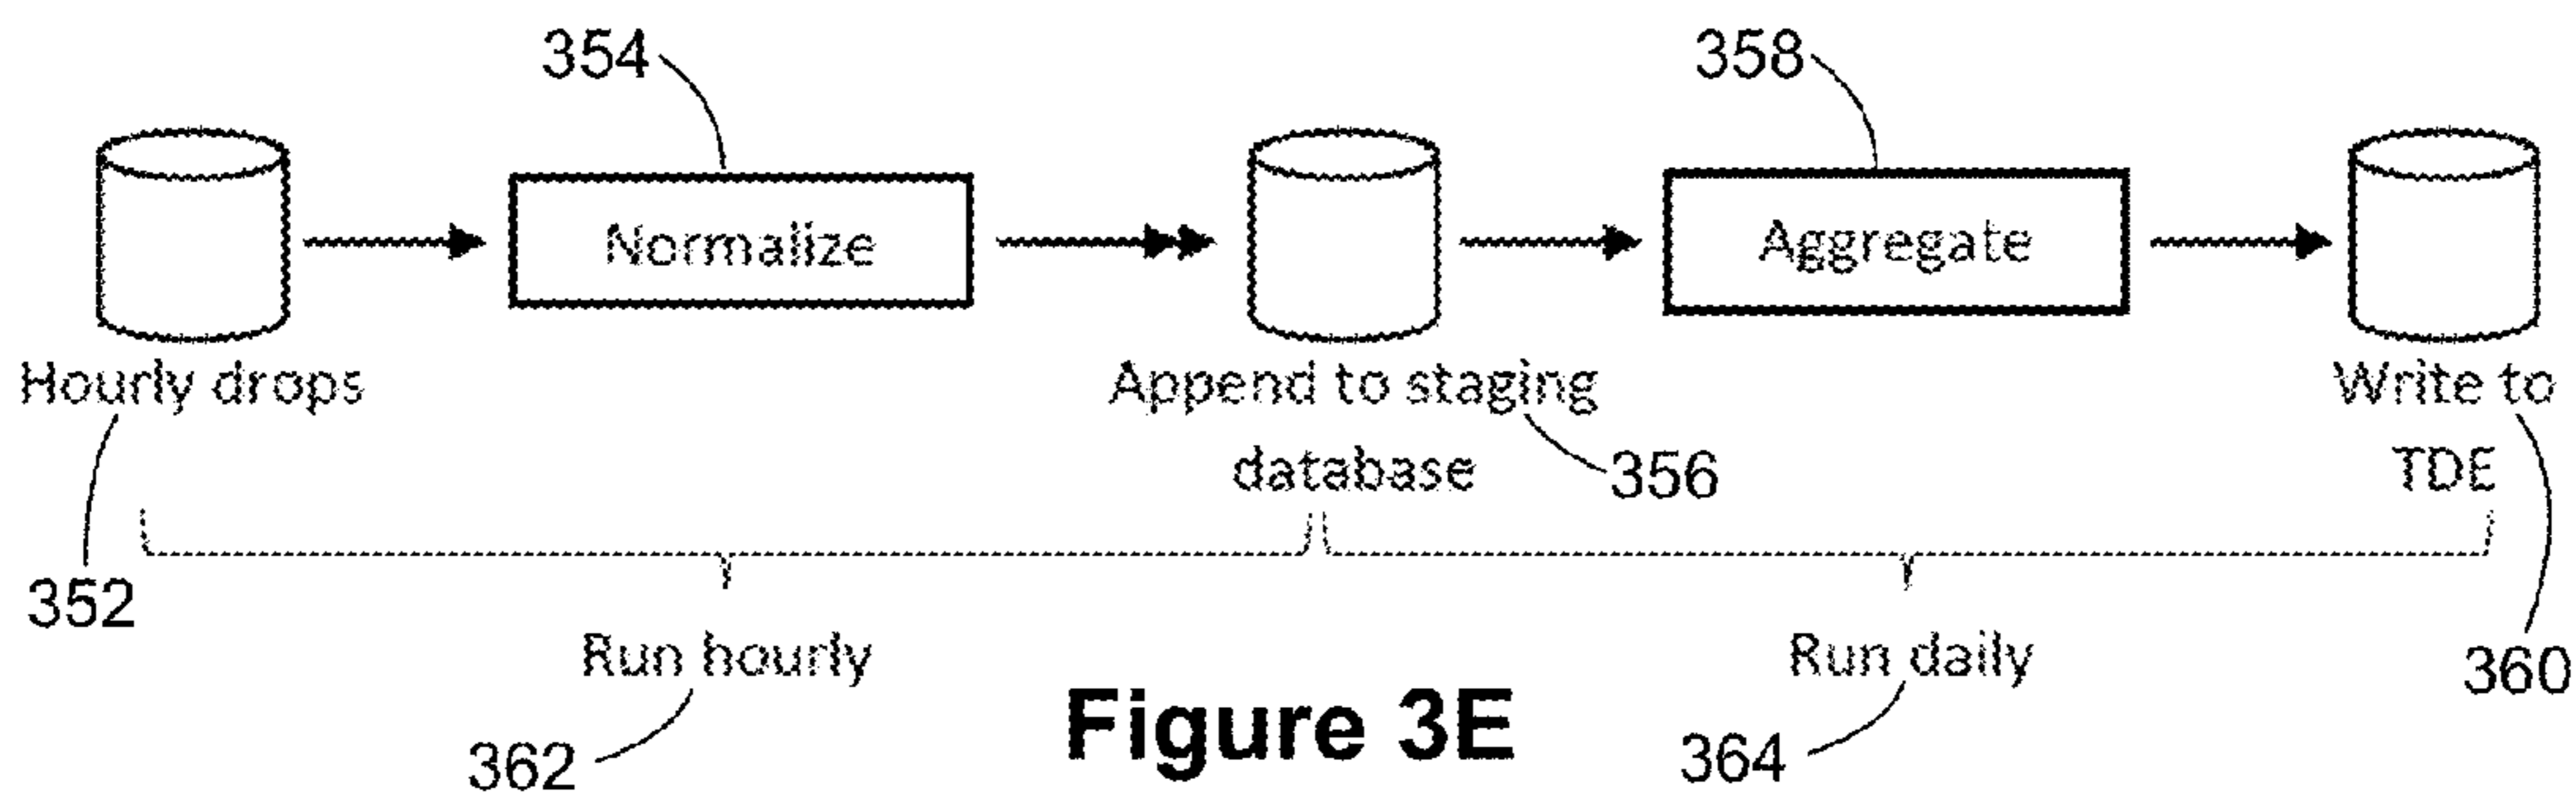 354
358
Normalize
Aggregate
Hourly drops
Append to staging
database
356
Write to
TDE
352
Run hourly
Run daily
360
362
Figure 3E
364